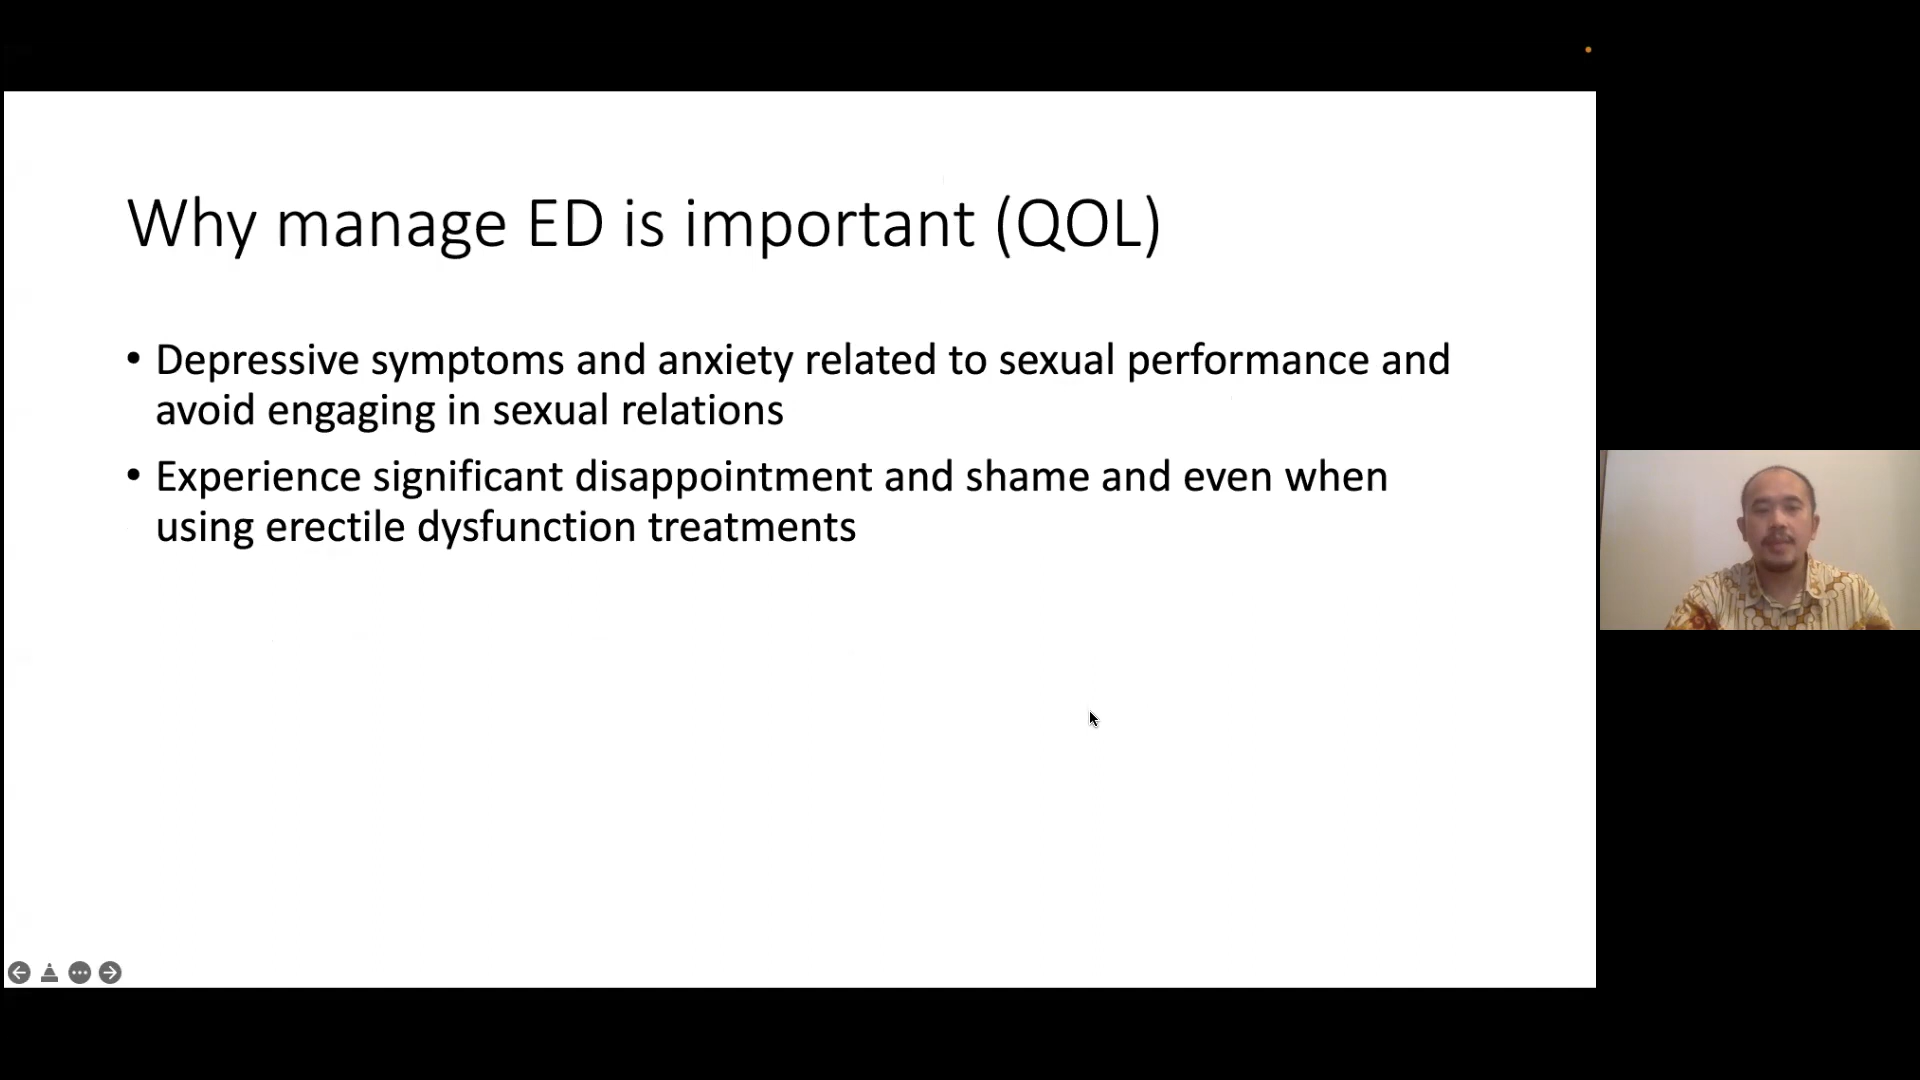 Why manage ED is important (QOL)
• Depressive symptoms and anxiety related to sexual performance and
avoid engaging in sexual relations
• Experience significant disappointment and shame and even when
using erectile dysfunction treatments